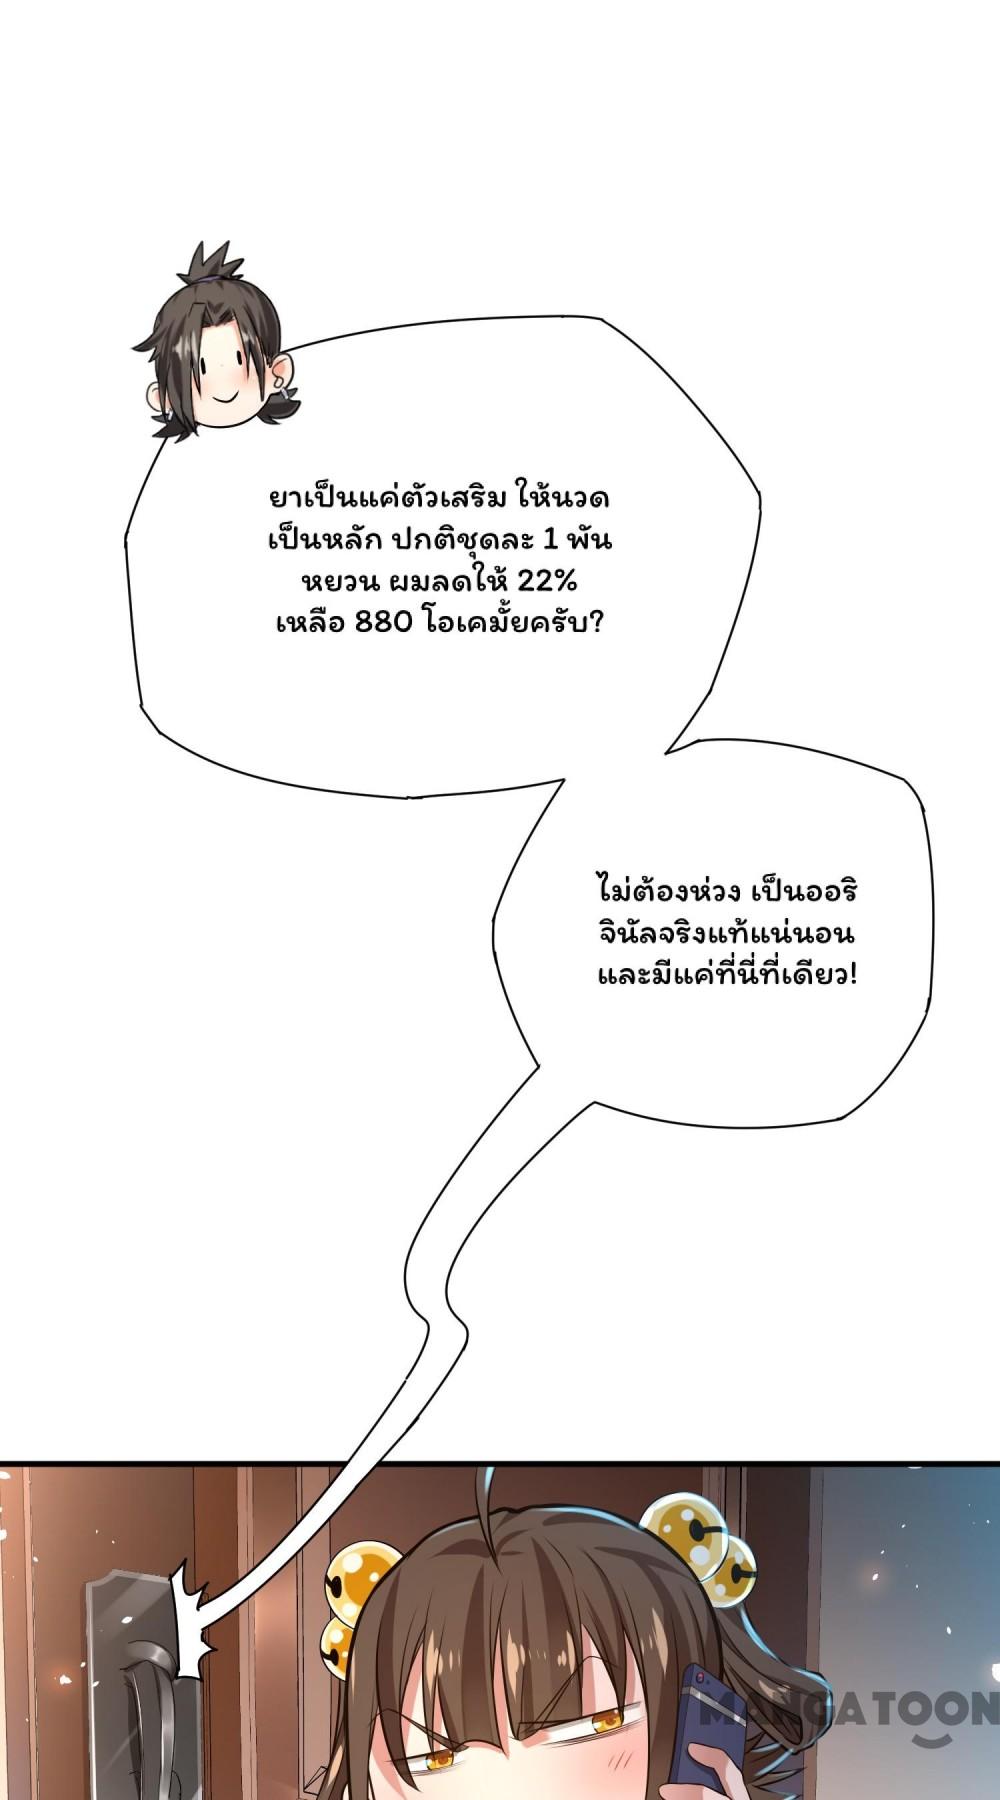 ยาเป็นแค่ตัวเสริม ให้นวด
เป็นหลัก ปกติชุดละ 1 พัน
หยวน ผมลดให้ 22%
เหลือ 880 โอเคมั้ยครับ?
ไม่ต้องห่วง เป็นออริ
จินัลจริงแท้แน่นอน
และมีแค่ที่นี่ที่เดียว!
MANGATOON